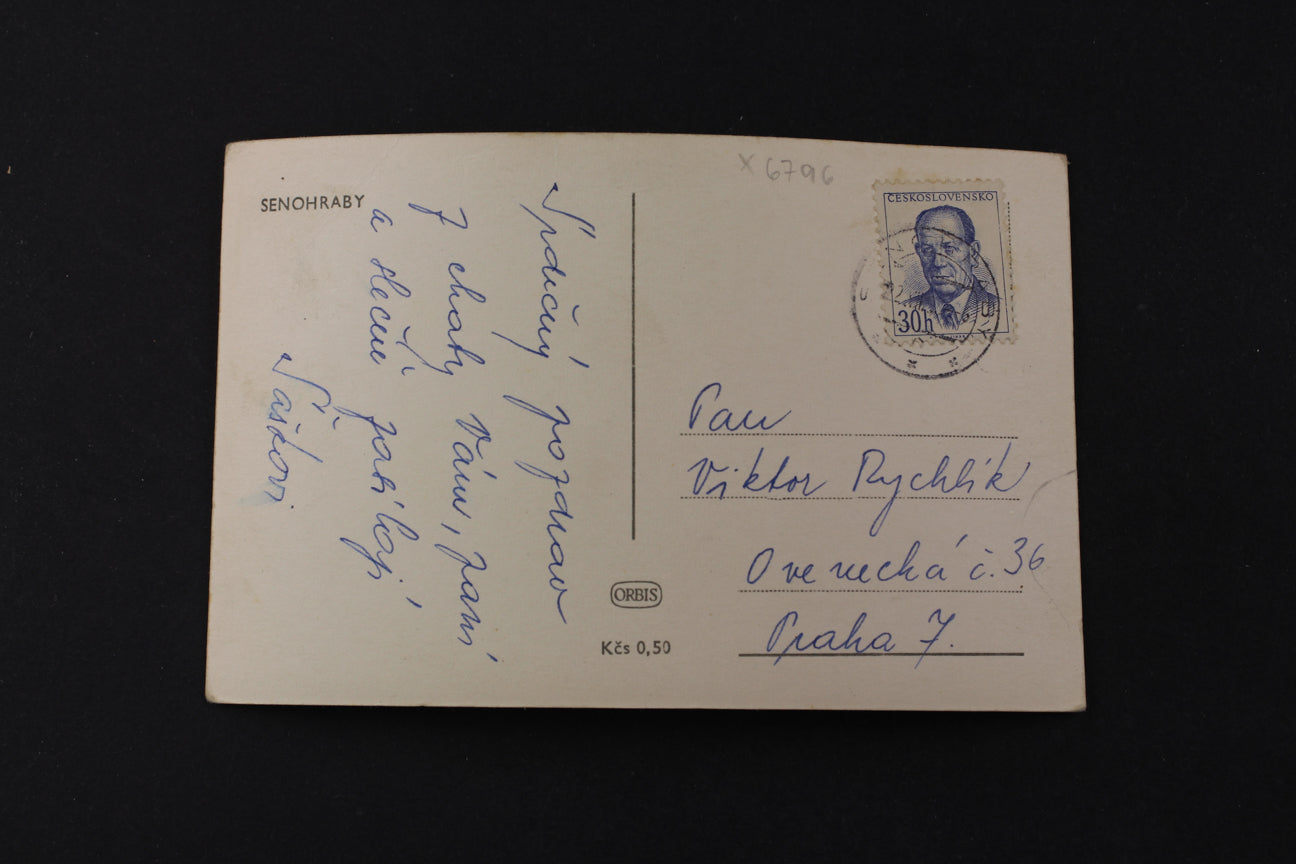 SENOHRABY
Srdečný pozdrav
z chaty Vám, paní
a slečně zasílají
Saskovi
X 6796
ČESKOSLOVENSKO
30h
Pan
Viktor Rychlík
Ovenecká č. 36
Praha 7.
ORBIS
Kčs 0,50